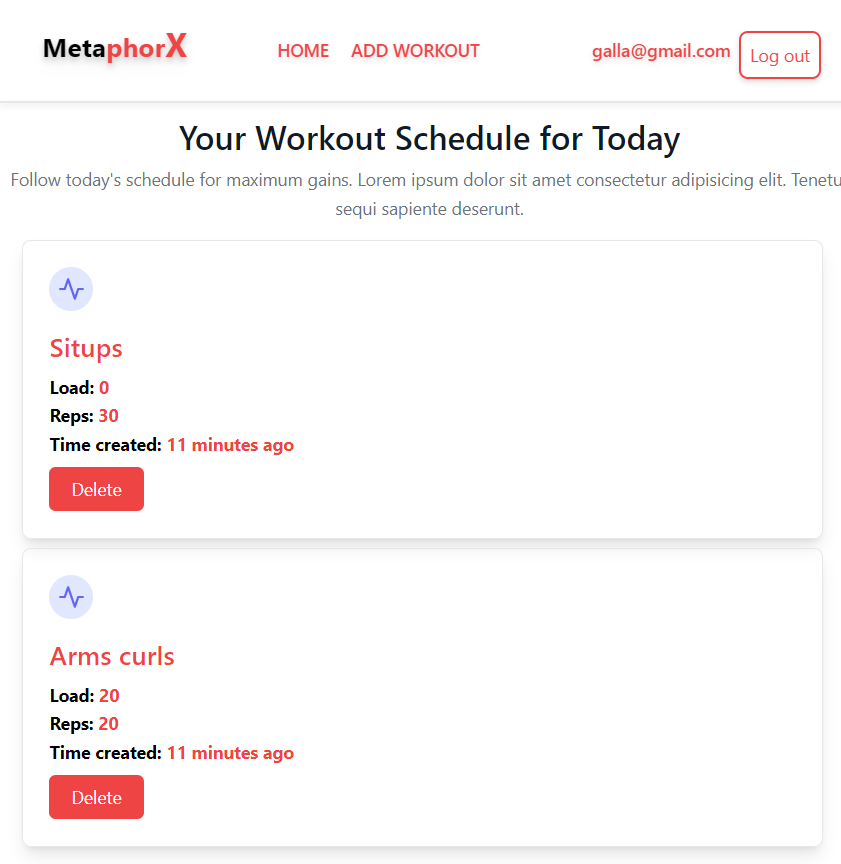 MetaphorX
HOME ADD WORKOUT
galla@gmail.com Log out
Your Workout Schedule for Today
Follow today's schedule for maximum gains. Lorem ipsum dolor sit amet consectetur adipisicing elit. Tenetu
sequi sapiente deserunt.
Situps
Load: 0
Reps: 30
Time created: 11 minutes ago
Delete
Arms curls
Load: 20
Reps: 20
Time created: 11 minutes ago
Delete